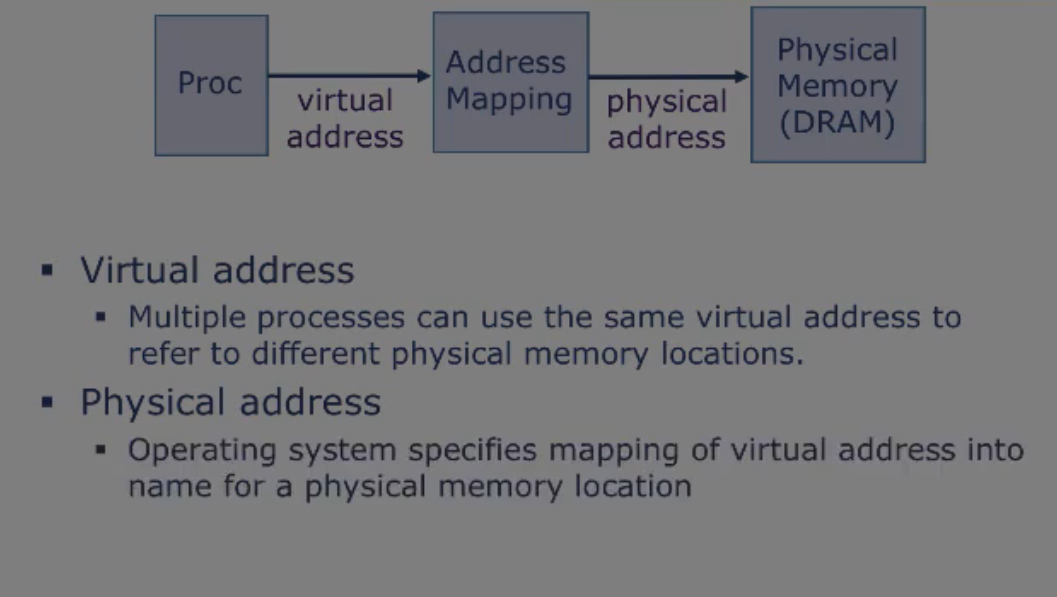 Proc
virtual
address
Address
Mapping
physical
address
Physical
Memory
(DRAM)
▪ Virtual address
▪ Multiple processes can use the same virtual address to
refer to different physical memory locations.
▪ Physical address
▪ Operating system specifies mapping of virtual address into
name for a physical memory location